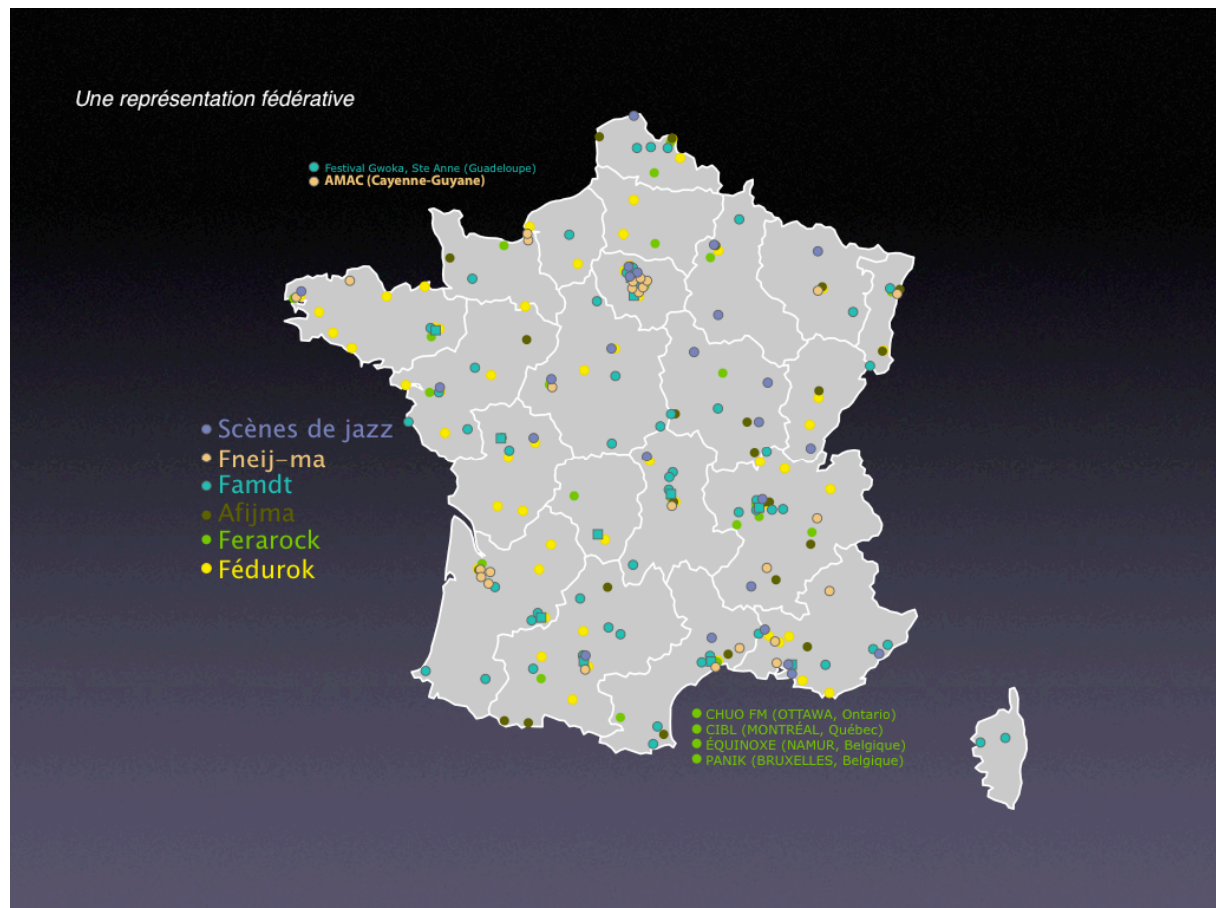 Une représentation fédérative
Festival Gwoka, Ste Anne (Guadeloupe)
AMAC (Cayenne-Guyane)
Scènes de jazz
Fneij-ma
Famdt
Afijma
Ferarock
Fédurok
CHUO FM (OTTAWA, Ontario)
CIBL (MONTRÉAL, Québec)
ÉQUINOXE (NAMUR, Belgique)
PANIK (BRUXELLES, Belgique)